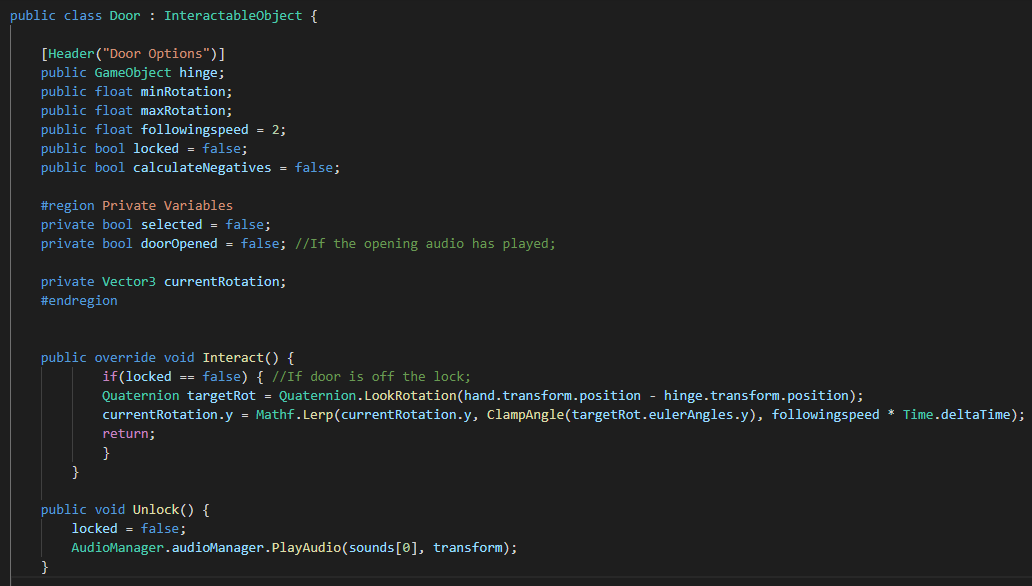 public class Door : InteractableObject {
[Header("Door Options")]
public GameObject hinge;
public float minRotation;
public float maxRotation;
public float followingspeed = 2;
public bool locked = false;
public bool calculateNegatives = false;
#region Private Variables
private bool selected = false;
private bool doorOpened = false; //If the opening audio has played;
private Vector3 currentRotation;
#endregion
public override void Interact() {
if(locked == false) { //If door is off the lock;
Quaternion targetRot = Quaternion.LookRotation(hand.transform.position - hinge.transform.position);
currentRotation.y = Mathf.Lerp(currentRotation.y, ClampAngle(targetRot.eulerAngles.y), followingspeed * Time.deltaTime);
return;
}
}
public void Unlock() {
locked = false;
AudioManager.audioManager.PlayAudio(sounds[0], transform);
}